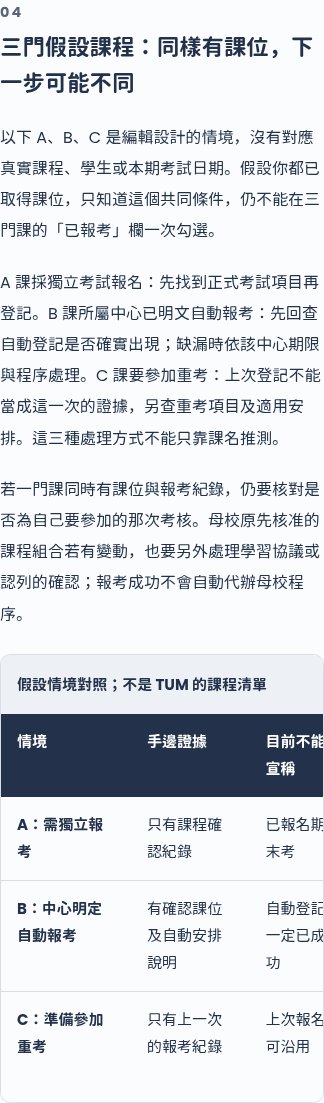 04
三門假設課程：同樣有課位，下
一步可能不同
以下 A、B、C 是編輯設計的情境，沒有對應
真實課程、學生或本期考試日期。假設你都已
取得課位，只知道這個共同條件，仍不能在三
門課的「已報考」欄一次勾選。
A 課採獨立考試報名：先找到正式考試項目再
登記。B 課所屬中心已明文自動報考：先回查
自動登記是否確實出現；缺漏時依該中心期限
與程序處理。C 課要參加重考：上次登記不能
當成這一次的證據，另查重考項目及適用安
排。這三種處理方式不能只靠課名推測。
若一門課同時有課位與報考紀錄，仍要核對是
否為自己要參加的那次考核。母校原先核准的
課程組合若有變動，也要另外處理學習協議或
認列的確認；報考成功不會自動代辦母校程
序。
假設情境對照；不是 TUM 的課程清單
情境 手邊證據 目前不能
宣稱
A：需獨立報 只有課程確 已報名期
考 認紀錄 末考
B：中心明定 有確認課位 自動登記
自動報考 及自動安排 一定已成
說明 功
C：準備參加 只有上一次 上次報名
重考 的報考紀錄 可沿用